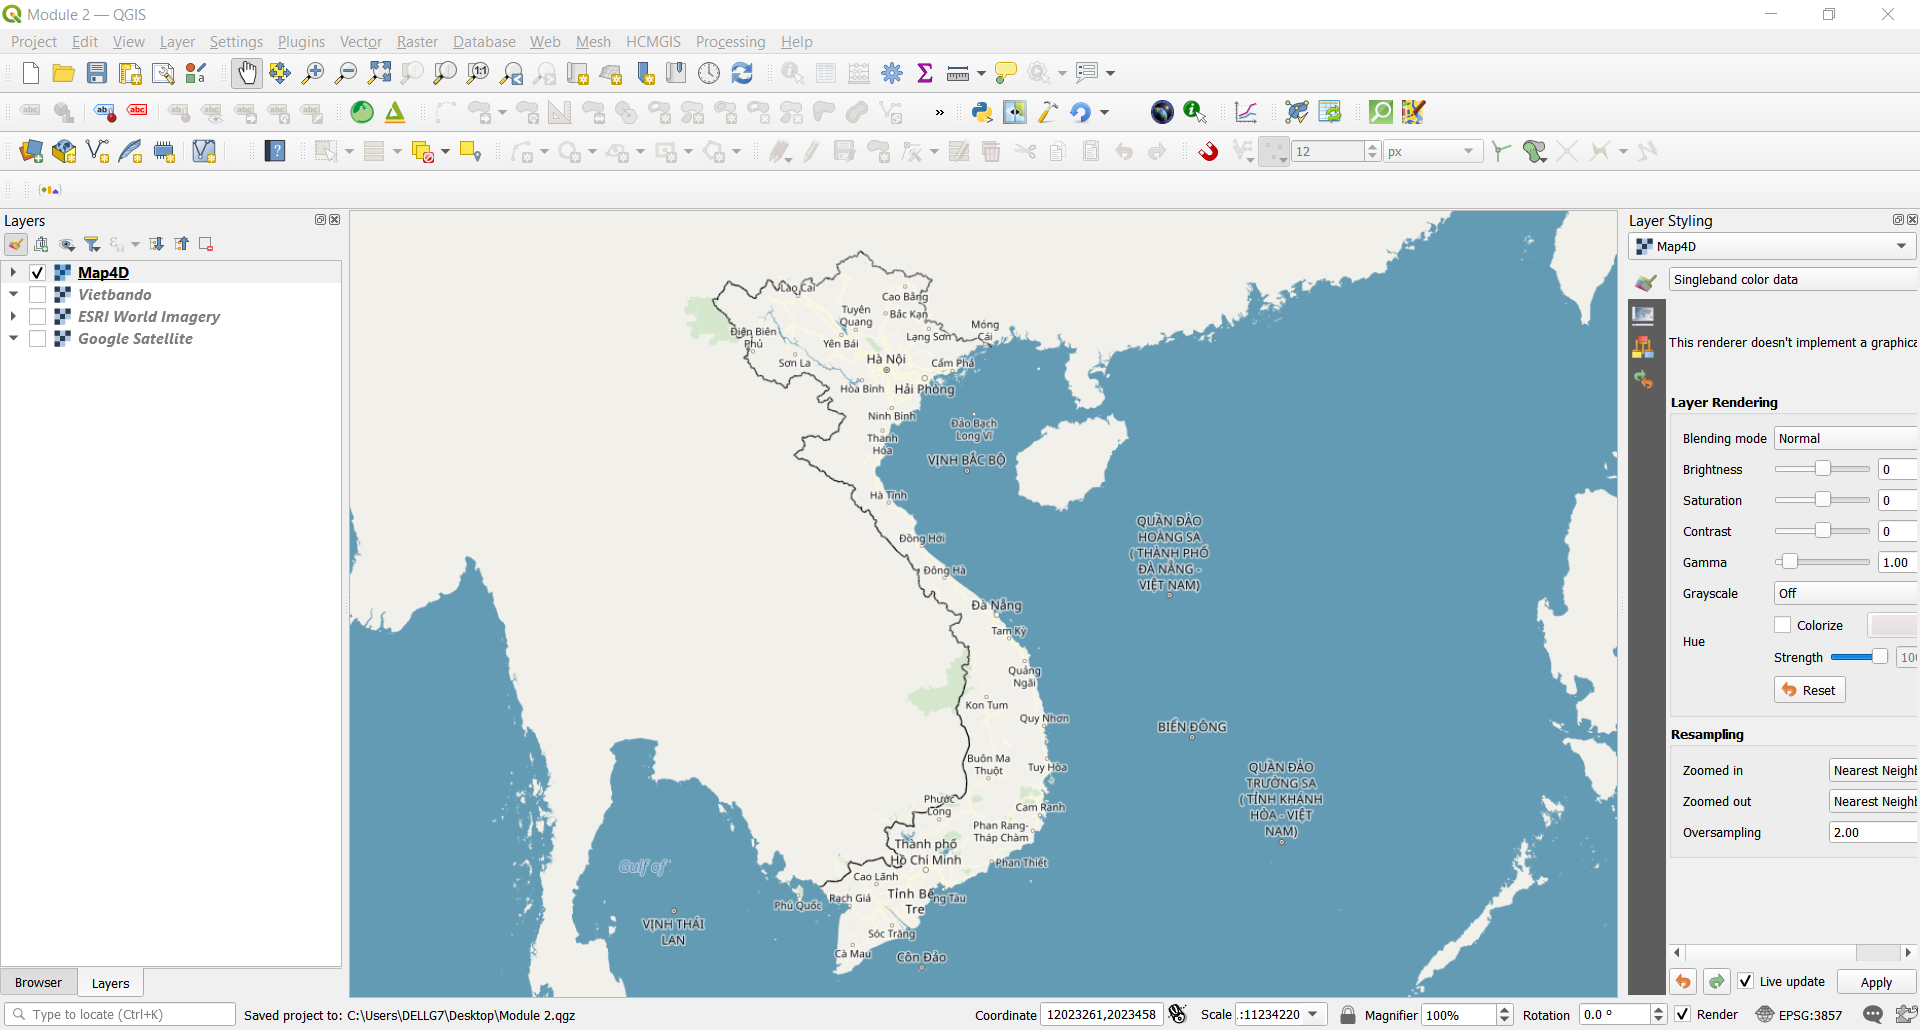 Module 2 — QGIS
Project Edit View Layer Settings Plugins Vector Raster Database Web Mesh HCMGIS Processing Help
12 px
Layers
Map4D
Vietbando
ESRI World Imagery
Google Satellite
Lào Cai
Cao Bằng
Tuyên Quang
Bắc Kạn
Móng Cái
Điện Biên Phủ
Yên Bái
Lạng Sơn
Sơn La
Hà Nội
Cẩm Phả
Hòa Bình
Hải Phòng
Ninh Bình
Đảo Bạch Long Vĩ
Thanh Hóa
VỊNH BẮC BỘ
Hà Tĩnh
QUẦN ĐẢO
HOÀNG SA
( THÀNH PHỐ
ĐÀ NẴNG -
VIỆT NAM)
Đồng Hới
Đông Hà
Đà Nẵng
Tam Kỳ
Quảng Ngãi
Kon Tum
Quy Nhơn
BIỂN ĐÔNG
Buôn Ma Thuột
Tuy Hòa
QUẦN ĐẢO
TRƯỜNG SA
( TỈNH KHÁNH
HÒA - VIỆT
NAM)
Phước Long
Cam Ranh
Phan Rang-
Tháp Chàm
Thành phố
Hồ Chí Minh
Phan Thiết
Gulf of
Cao Lãnh
Phú Quốc
Rạch Giá
Tỉnh Bế
Tre
ng Tàu
VỊNH THÁI
LAN
Sóc Trăng
Cà Mau
Côn Đảo
Layer Styling
Map4D
Singleband color data
This renderer doesn't implement a graphica
Layer Rendering
Blending mode Normal
Brightness 0
Saturation 0
Contrast 0
Gamma 1.00
Grayscale Off
Hue
Colorize
Strength 10
Reset
Resampling
Zoomed in Nearest Neighb
Zoomed out Nearest Neighb
Oversampling 2.00
Live update Apply
Browser Layers
Type to locate (Ctrl+K) Saved project to: C:\Users\DELLG7\Desktop\Module 2.qgz Coordinate 12023261,2023458 Scale :11234220 Magnifier 100% Rotation 0.0 ° Render EPSG:3857